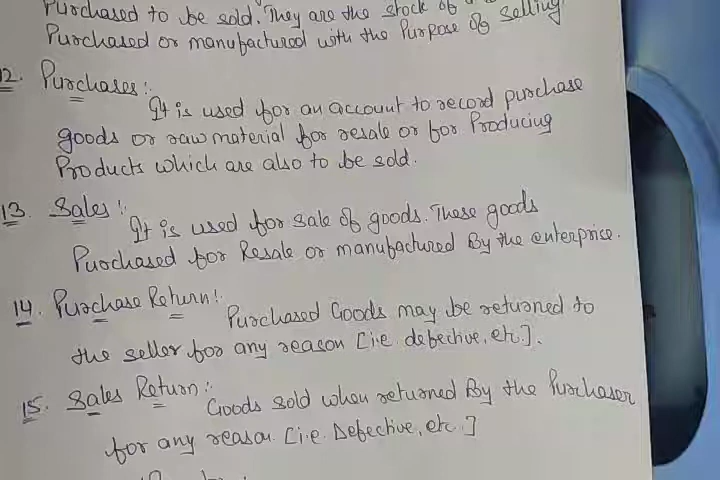 Purchased to be sold. They are the stock of
Purchased or manufactured with the Purpose of selling
12. Purchases:
It is used for an account to record purchase
goods or raw material for resale or for Producing
Products which are also to be sold.
13. Sales:
It is used for sale of goods. These goods
Purchased for Resale or manufactured By the enterprise.
14. Purchase Return:
Purchased Goods may be returned to
the seller for any reason [i.e. defective, etc.].
15. Sales Return:
Goods sold when returned By the Purchaser
for any reason. [i.e. Defective, etc.]